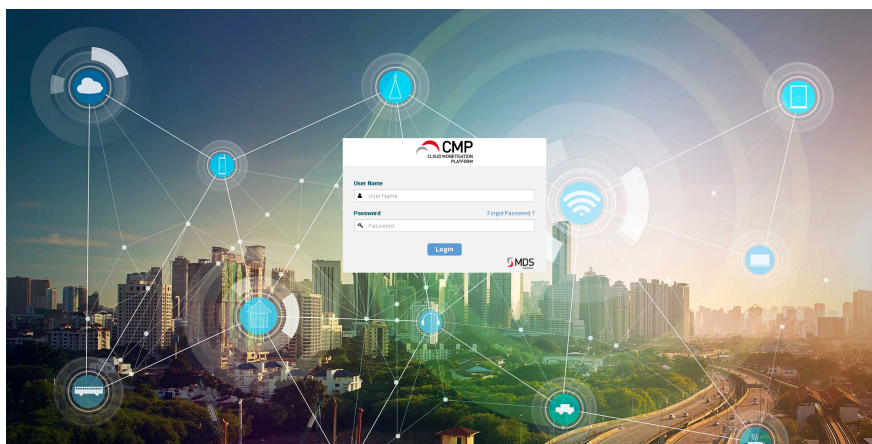 CMP
CLOUD MONETISATION
PLATFORM
User Name
User Name
Password
Forgot Password ?
Password
Login
MDS